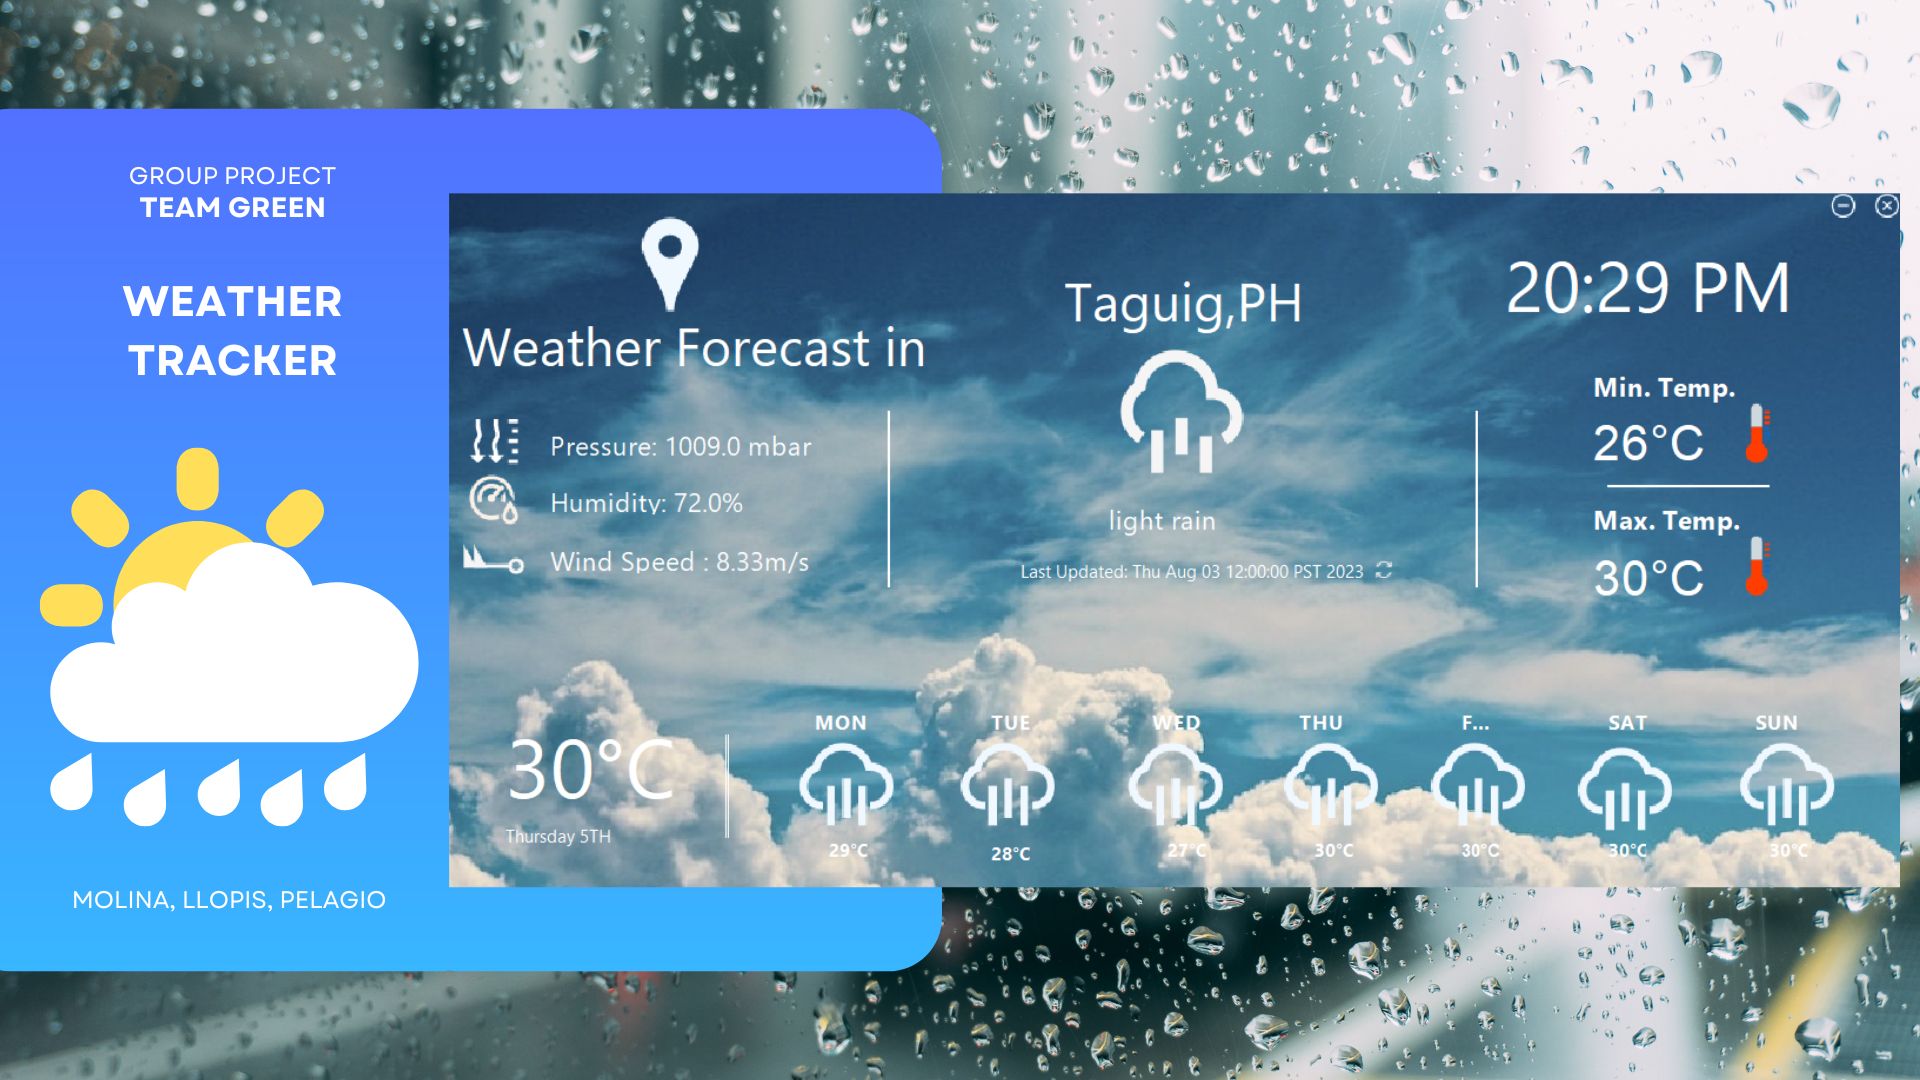 GROUP PROJECT
TEAM GREEN
WEATHER
TRACKER
MOLINA, LLOPIS, PELAGIO
Weather Forecast in
Pressure: 1009.0 mbar
Humidity: 72.0%
Wind Speed : 8.33m/s
Taguig,PH
light rain
Last Updated: Thu Aug 03 12:00:00 PST 2023
20:29 PM
Min. Temp.
26°C
Max. Temp.
30°C
30°C
Thursday 5TH
MON TUE WED THU F... SAT SUN
29°C 28°C 27°C 30°C 30°C 30°C 30°C